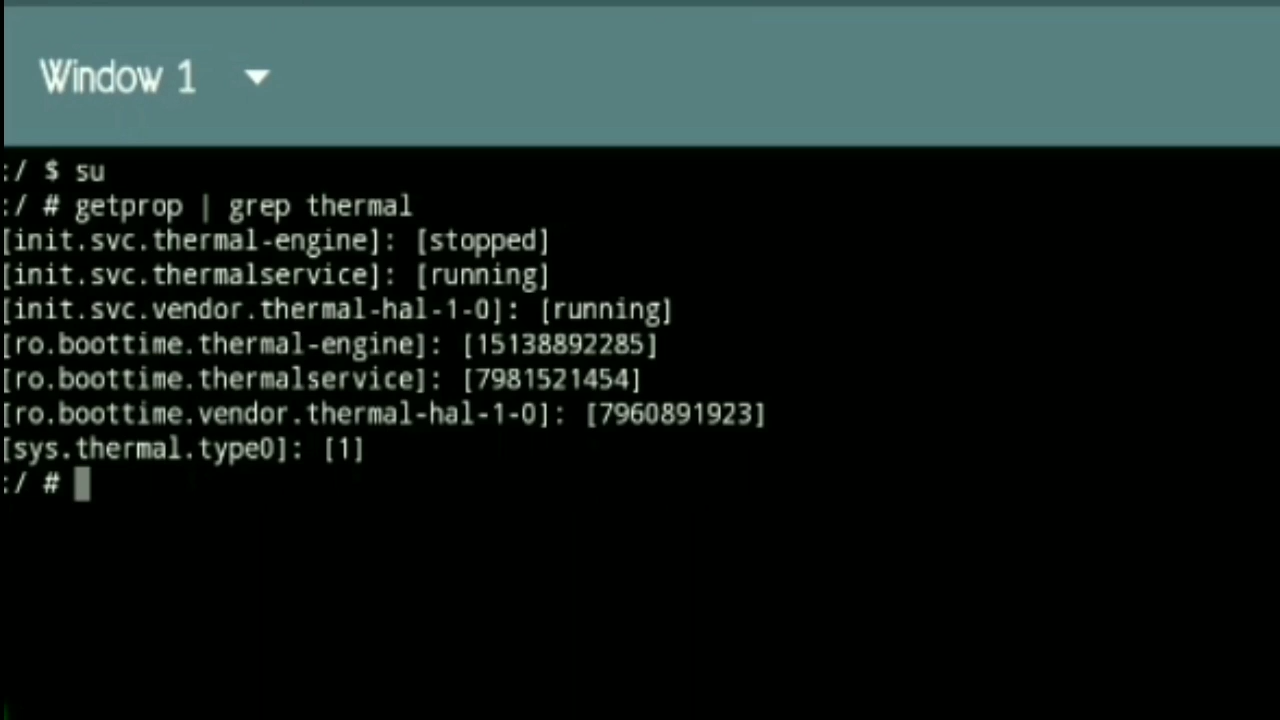 Window 1
:/ $ su
:/ # getprop | grep thermal
[init.svc.thermal-engine]: [stopped]
[init.svc.thermalservice]: [running]
[init.svc.vendor.thermal-hal-1-0]: [running]
[ro.boottime.thermal-engine]: [15138892285]
[ro.boottime.thermalservice]: [7981521454]
[ro.boottime.vendor.thermal-hal-1-0]: [7960891923]
[sys.thermal.type0]: [1]
:/ #